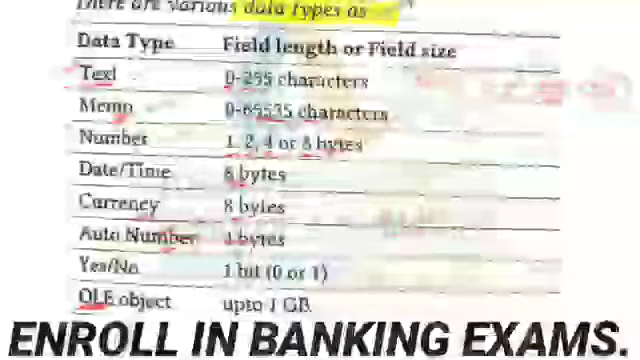 There are various data types as
Data Type Field length or Field size
Text 0-255 characters
Memo 0-65535 characters
Number 1, 2, 4 or 8 bytes
Date/Time 8 bytes
Currency 8 bytes
Auto Number 4 bytes
Yes/No 1 bit (0 or 1)
OLE object upto 1 GB
ENROLL IN BANKING EXAMS.